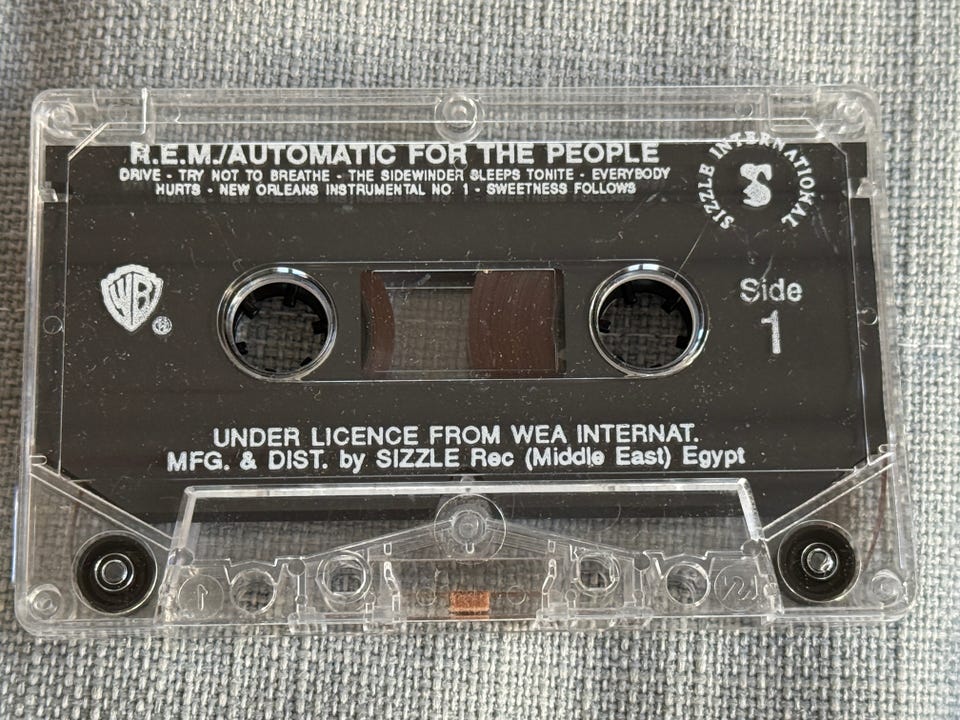 R.E.M./AUTOMATIC FOR THE PEOPLE
DRIVE - TRY NOT TO BREATHE - THE SIDEWINDER SLEEPS TONITE - EVERYBODY
HURTS - NEW ORLEANS INSTRUMENTAL NO 1 - SWEETNESS FOLLOWS
SIZZLE INTERNATIONAL
S
WB
®
Side
1
UNDER LICENCE FROM WEA INTERNAT.
MFG. & DIST. by SIZZLE Rec (Middle East) Egypt
1
2